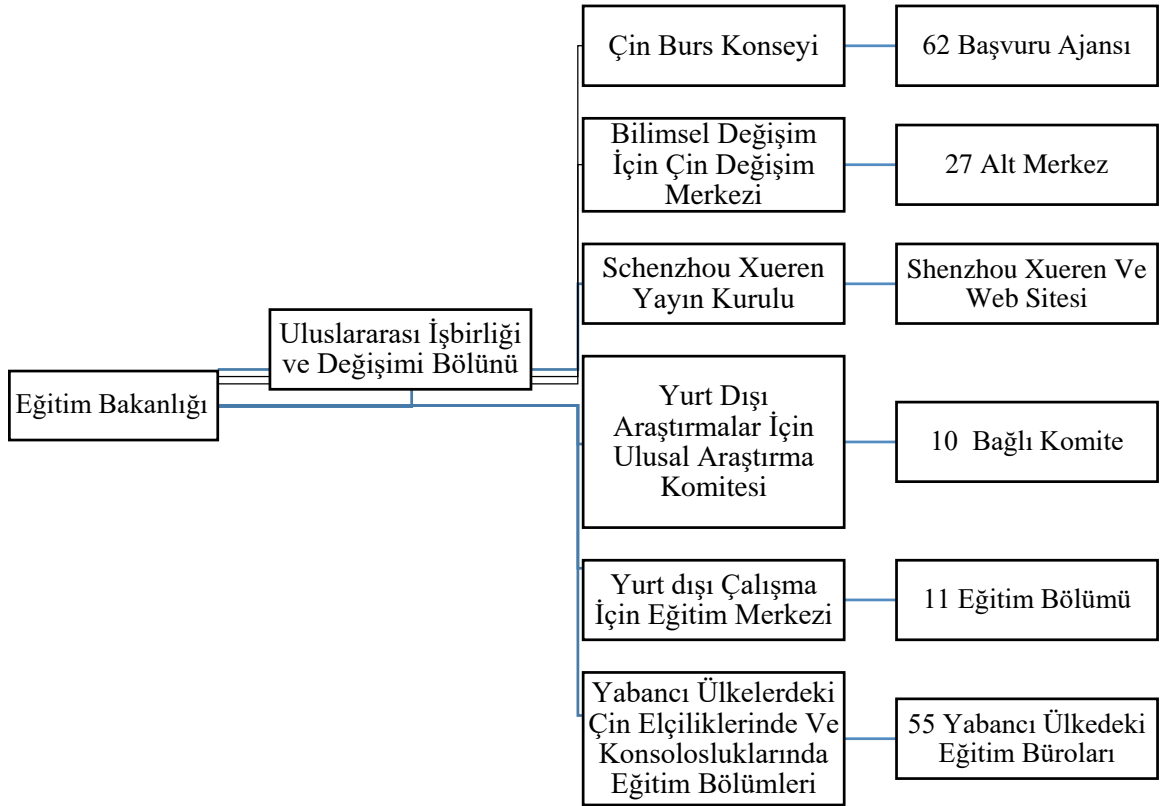 Çin Burs Konseyi
62 Başvuru Ajansı
Bilimsel Değişim
İçin Çin Değişim
Merkezi
27 Alt Merkez
Schenzhou Xueren
Yayın Kurulu
Shenzhou Xueren Ve
Web Sitesi
Uluslararası İşbirliği
ve Değişimi Bölünü
Eğitim Bakanlığı
Yurt Dışı
Araştırmalar İçin
Ulusal Araştırma
Komitesi
10  Bağlı Komite
Yurt dışı Çalışma
İçin Eğitim Merkezi
11 Eğitim Bölümü
Yabancı Ülkelerdeki
Çin Elçiliklerinde Ve
Konsolosluklarında
Eğitim Bölümleri
55 Yabancı Ülkedeki
Eğitim Büroları